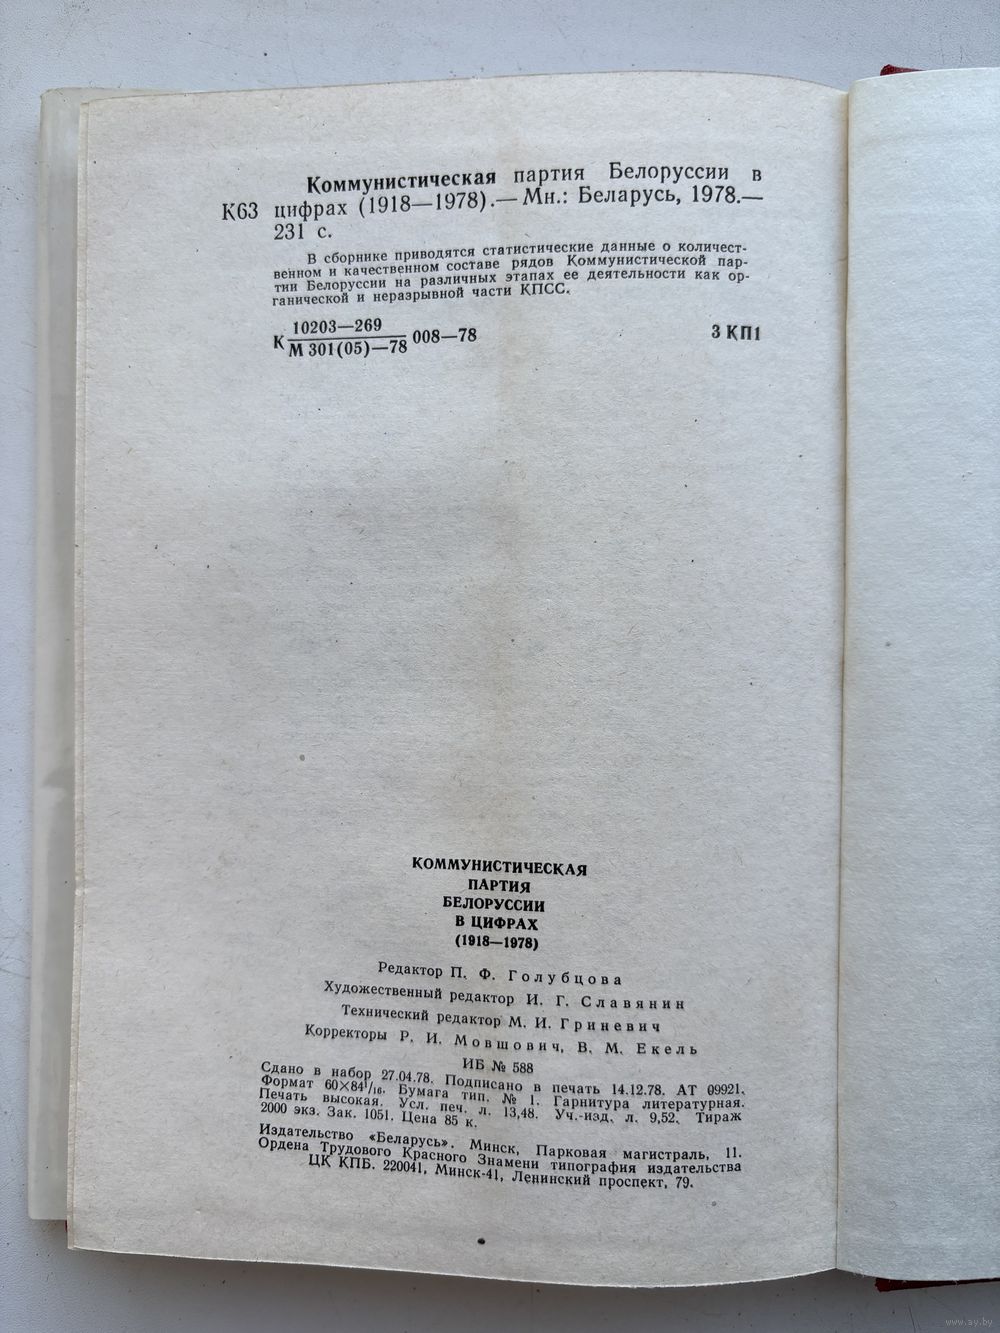 Коммунистическая партия Белоруссии в
К63 цифрах (1918—1978).— Мн.: Беларусь, 1978.—
231 с.
В сборнике приводятся статистические данные о количест-
венном и качественном составе рядов Коммунистической пар-
тии Белоруссии на различных этапах ее деятельности как ор-
ганической и неразрывной части КПСС.
К 10203—269
М 301(05)—78 008—78
3 КП1
КОММУНИСТИЧЕСКАЯ
ПАРТИЯ
БЕЛОРУССИИ
В ЦИФРАХ
(1918—1978)
Редактор П. Ф. Голубцова
Художественный редактор И. Г. Славянин
Технический редактор М. И. Гриневич
Корректоры Р. И. Мовшович, В. М. Екель
ИБ № 588
Сдано в набор 27.04.78. Подписано в печать 14.12.78. АТ 09921.
Формат 60×84¹/₁₆. Бумага тип. № 1. Гарнитура литературная.
Печать высокая. Усл. печ. л. 13,48. Уч.-изд. л. 9,52. Тираж
2000 экз. Зак. 1051. Цена 85 к.
Издательство «Беларусь». Минск, Парковая магистраль, 11.
Ордена Трудового Красного Знамени типография издательства
ЦК КПБ. 220041, Минск-41, Ленинский проспект, 79.
www.ay.by